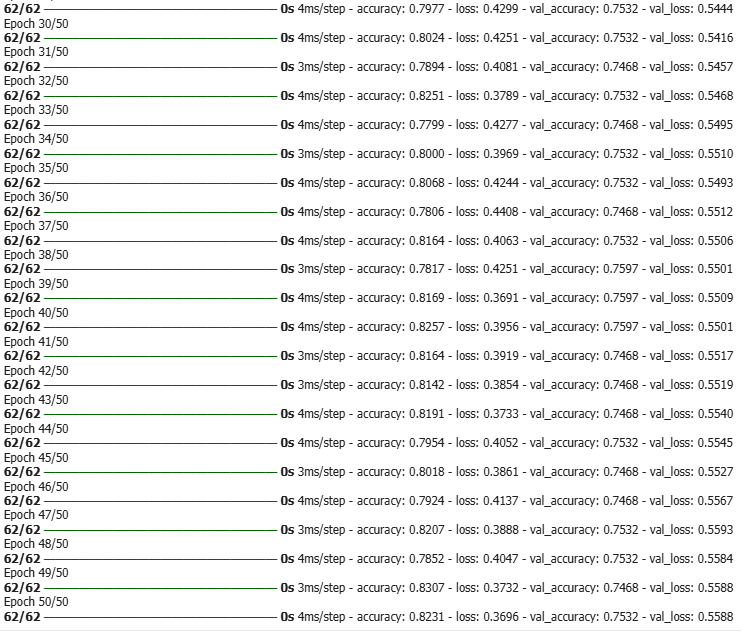 62/62 0s 4ms/step - accuracy: 0.7977 - loss: 0.4299 - val_accuracy: 0.7532 - val_loss: 0.5444
Epoch 30/50
62/62 0s 4ms/step - accuracy: 0.8024 - loss: 0.4251 - val_accuracy: 0.7532 - val_loss: 0.5416
Epoch 31/50
62/62 0s 3ms/step - accuracy: 0.7894 - loss: 0.4081 - val_accuracy: 0.7468 - val_loss: 0.5457
Epoch 32/50
62/62 0s 4ms/step - accuracy: 0.8251 - loss: 0.3789 - val_accuracy: 0.7532 - val_loss: 0.5468
Epoch 33/50
62/62 0s 4ms/step - accuracy: 0.7799 - loss: 0.4277 - val_accuracy: 0.7468 - val_loss: 0.5495
Epoch 34/50
62/62 0s 3ms/step - accuracy: 0.8000 - loss: 0.3969 - val_accuracy: 0.7532 - val_loss: 0.5510
Epoch 35/50
62/62 0s 4ms/step - accuracy: 0.8068 - loss: 0.4244 - val_accuracy: 0.7532 - val_loss: 0.5493
Epoch 36/50
62/62 0s 4ms/step - accuracy: 0.7806 - loss: 0.4408 - val_accuracy: 0.7468 - val_loss: 0.5512
Epoch 37/50
62/62 0s 4ms/step - accuracy: 0.8164 - loss: 0.4063 - val_accuracy: 0.7532 - val_loss: 0.5506
Epoch 38/50
62/62 0s 3ms/step - accuracy: 0.7817 - loss: 0.4251 - val_accuracy: 0.7597 - val_loss: 0.5501
Epoch 39/50
62/62 0s 4ms/step - accuracy: 0.8169 - loss: 0.3691 - val_accuracy: 0.7597 - val_loss: 0.5509
Epoch 40/50
62/62 0s 4ms/step - accuracy: 0.8257 - loss: 0.3956 - val_accuracy: 0.7597 - val_loss: 0.5501
Epoch 41/50
62/62 0s 3ms/step - accuracy: 0.8164 - loss: 0.3919 - val_accuracy: 0.7468 - val_loss: 0.5517
Epoch 42/50
62/62 0s 3ms/step - accuracy: 0.8142 - loss: 0.3854 - val_accuracy: 0.7468 - val_loss: 0.5519
Epoch 43/50
62/62 0s 4ms/step - accuracy: 0.8191 - loss: 0.3733 - val_accuracy: 0.7468 - val_loss: 0.5540
Epoch 44/50
62/62 0s 4ms/step - accuracy: 0.7954 - loss: 0.4052 - val_accuracy: 0.7532 - val_loss: 0.5545
Epoch 45/50
62/62 0s 3ms/step - accuracy: 0.8018 - loss: 0.3861 - val_accuracy: 0.7468 - val_loss: 0.5527
Epoch 46/50
62/62 0s 4ms/step - accuracy: 0.7924 - loss: 0.4137 - val_accuracy: 0.7468 - val_loss: 0.5567
Epoch 47/50
62/62 0s 3ms/step - accuracy: 0.8207 - loss: 0.3888 - val_accuracy: 0.7532 - val_loss: 0.5593
Epoch 48/50
62/62 0s 4ms/step - accuracy: 0.7852 - loss: 0.4047 - val_accuracy: 0.7532 - val_loss: 0.5584
Epoch 49/50
62/62 0s 3ms/step - accuracy: 0.8307 - loss: 0.3732 - val_accuracy: 0.7468 - val_loss: 0.5588
Epoch 50/50
62/62 0s 4ms/step - accuracy: 0.8231 - loss: 0.3696 - val_accuracy: 0.7532 - val_loss: 0.5588